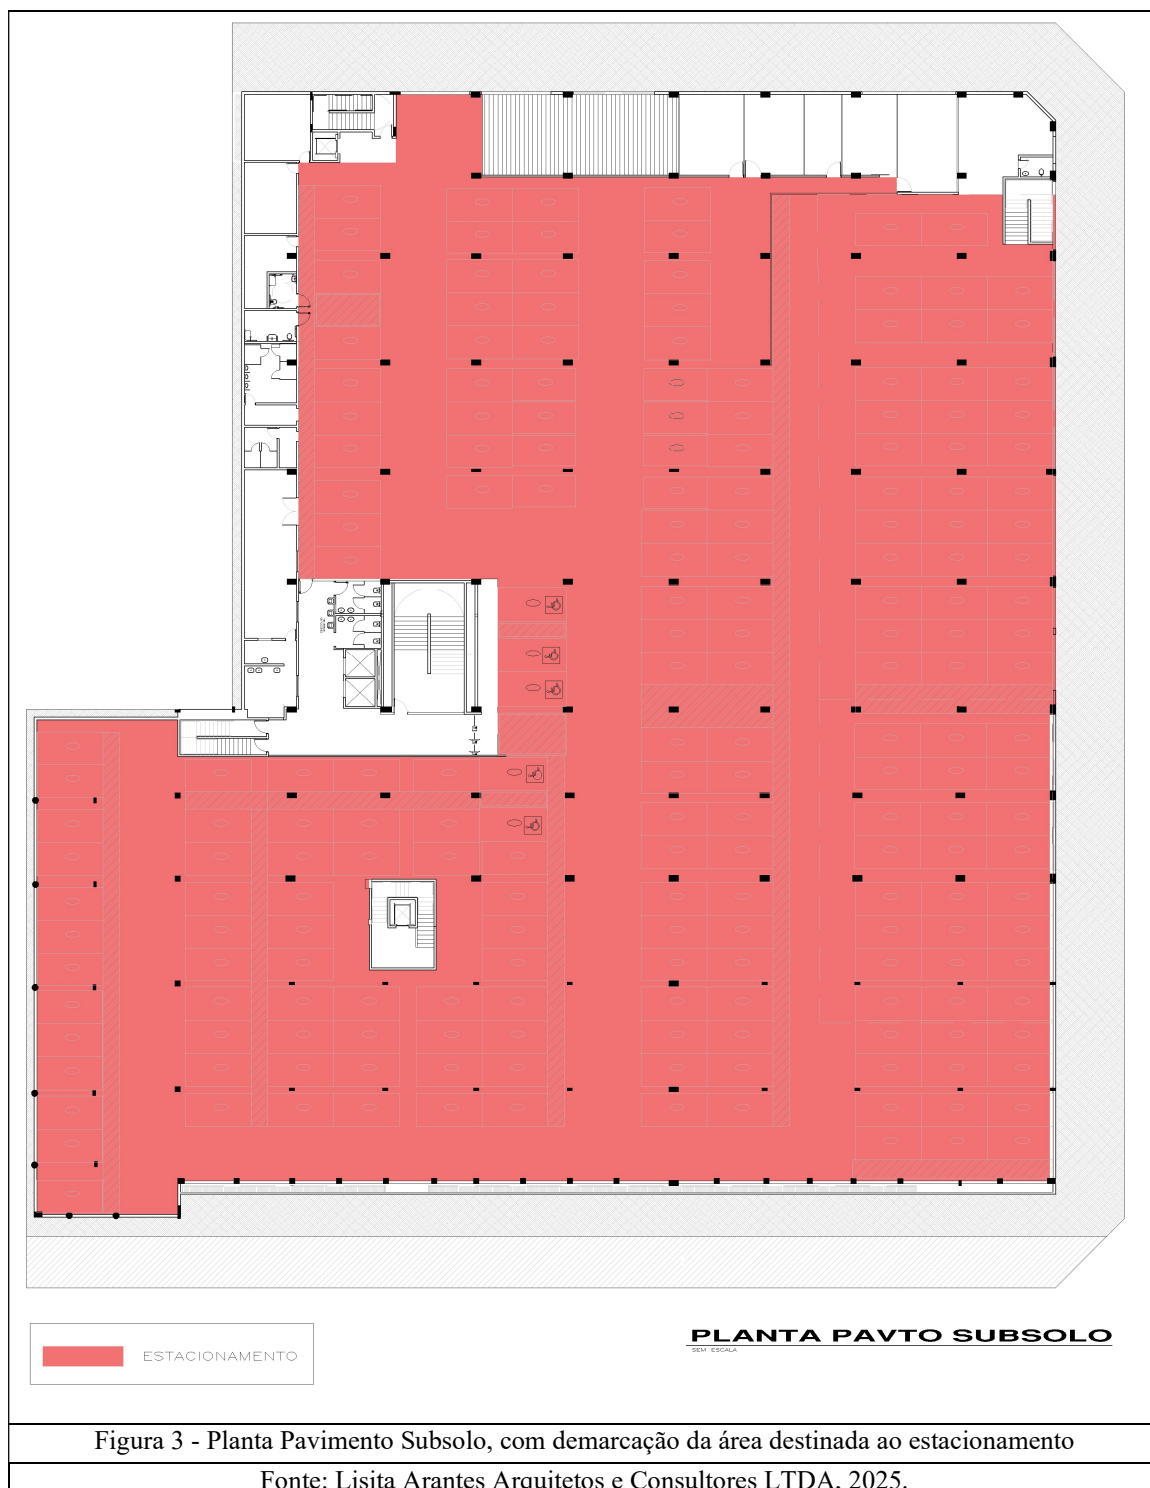 PLANTA PAVTO SUBSOLO
SEM ESCALA
ESTACIONAMENTO
Figura 3 - Planta Pavimento Subsolo, com demarcação da área destinada ao estacionamento
Fonte: Lisita Arantes Arquitetos e Consultores LTDA, 2025.